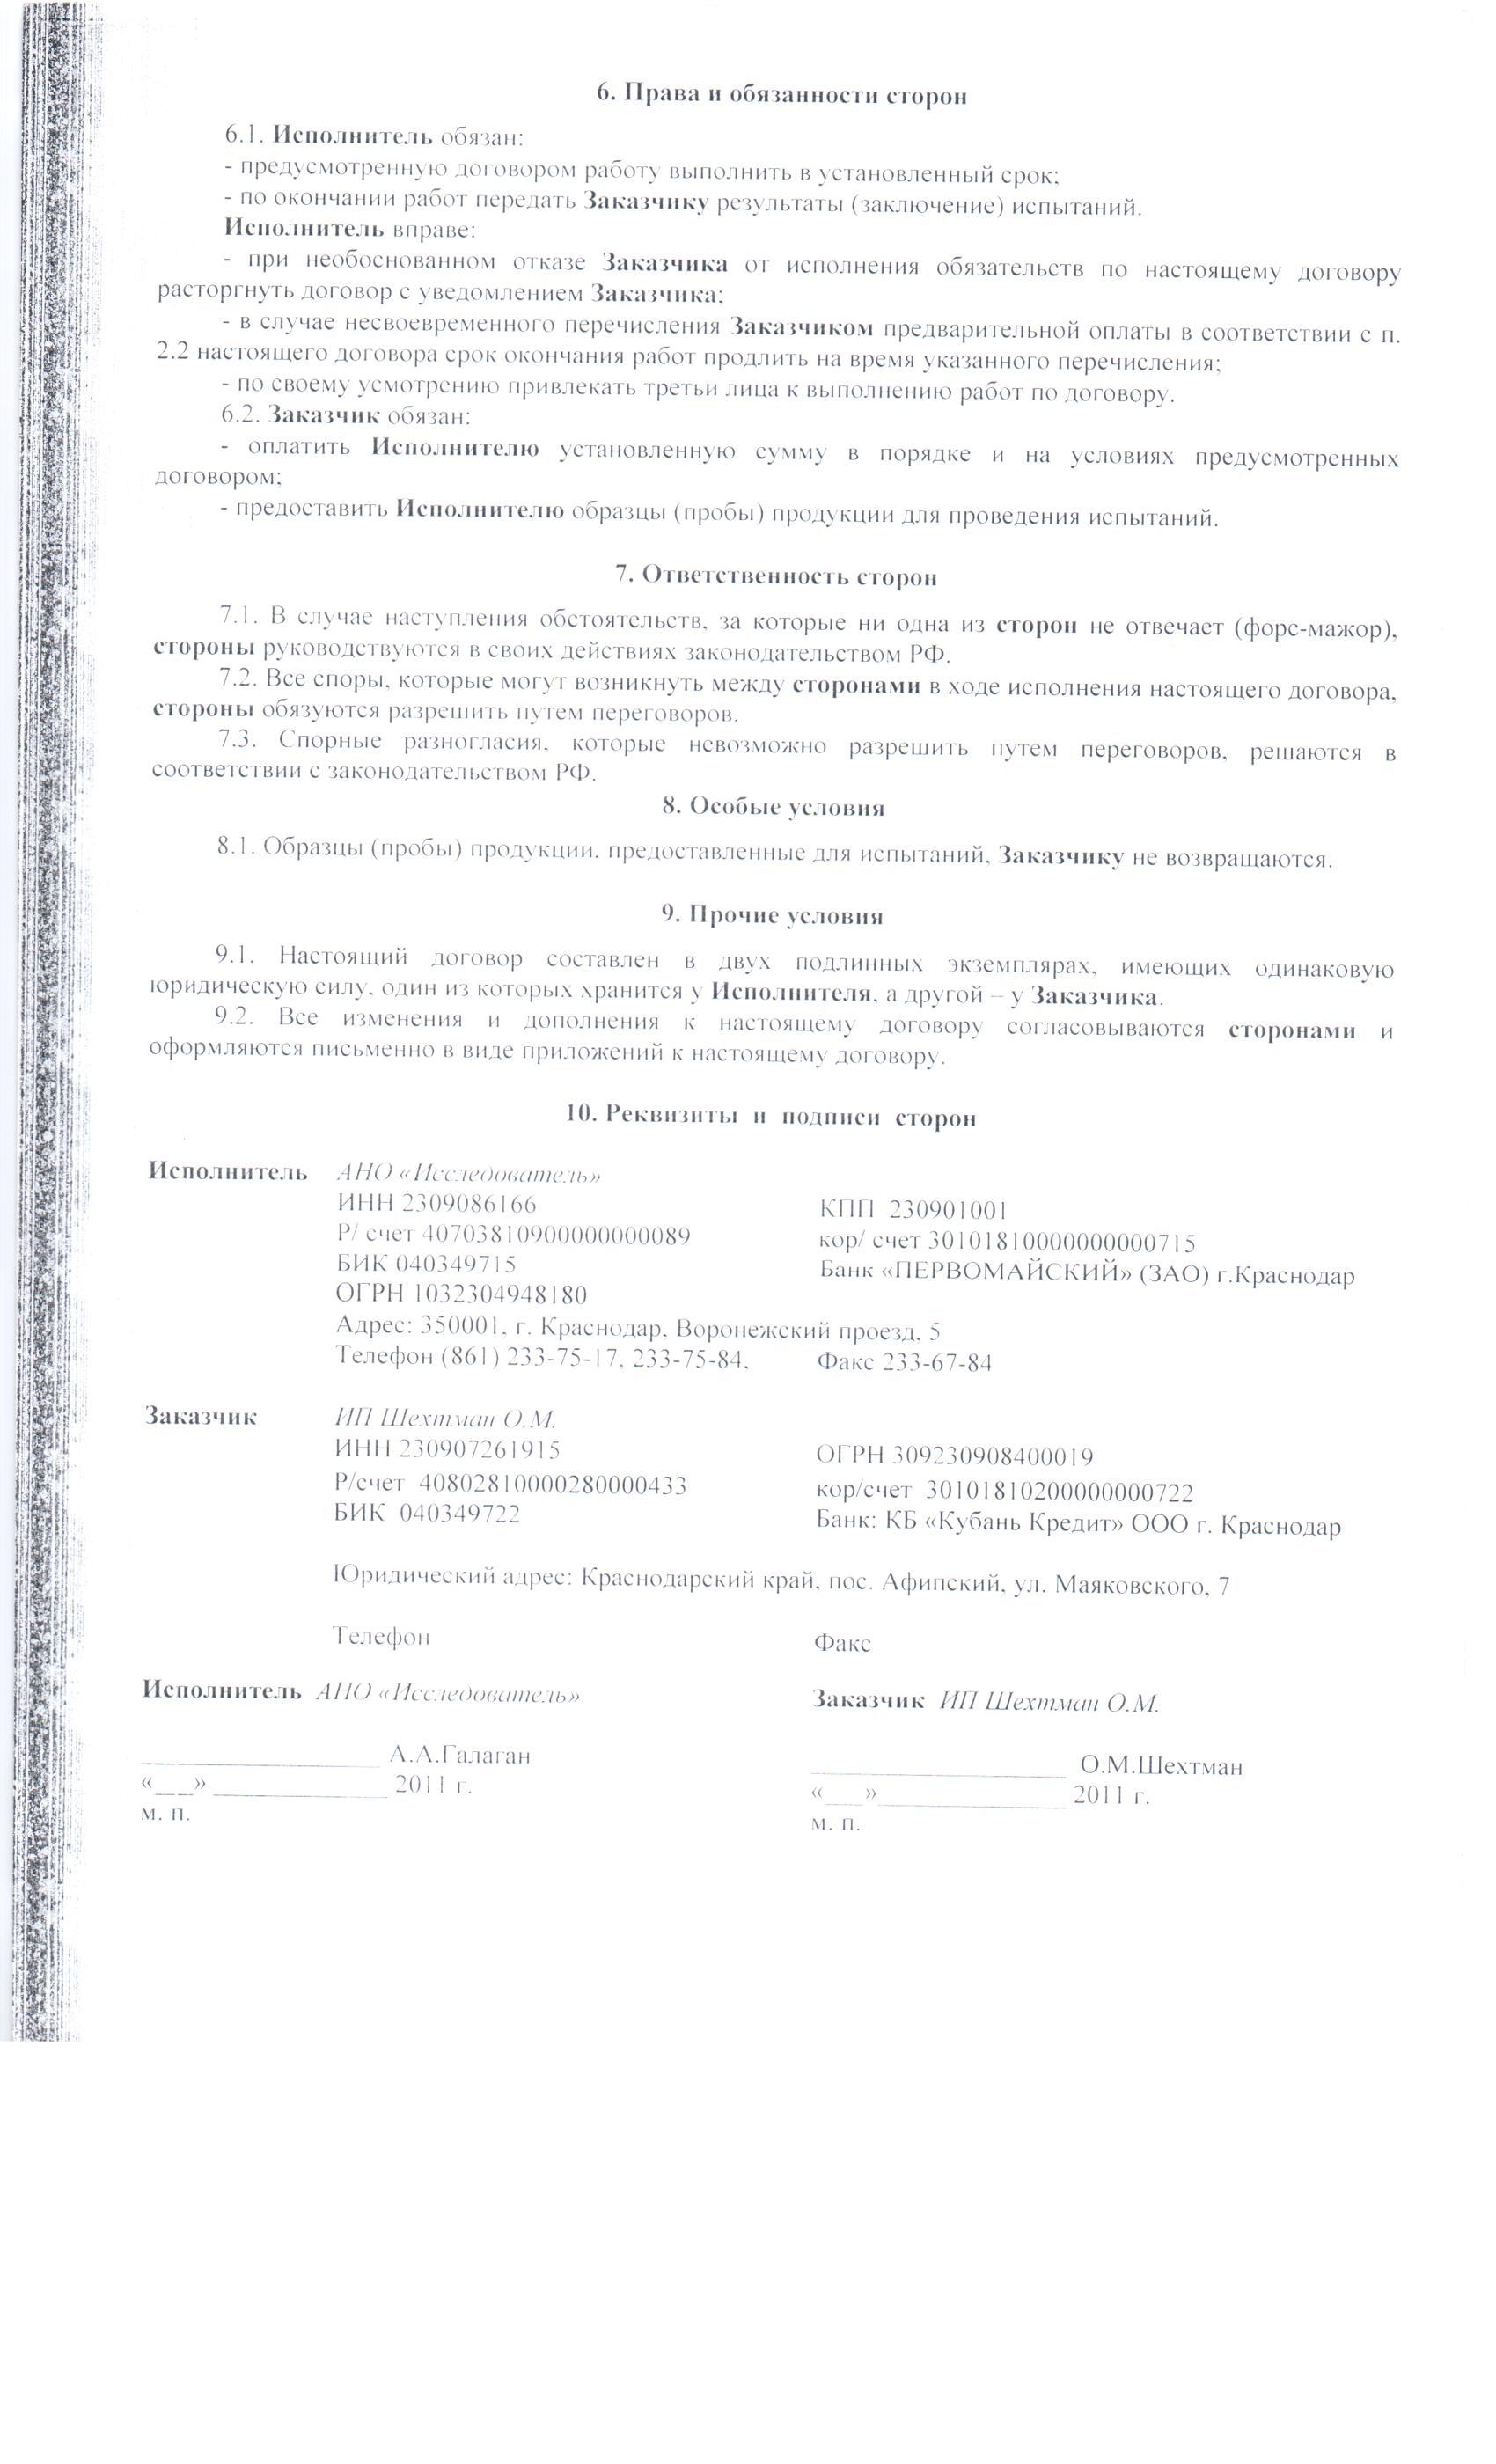 6. Права и обязанности сторон
6.1. Исполнитель обязан:
- предусмотренную договором работу выполнить в установленный срок;
- по окончании работ передать Заказчику результаты (заключение) испытаний.
Исполнитель вправе:
- при необоснованном отказе Заказчика от исполнения обязательств по настоящему договору
расторгнуть договор с уведомлением Заказчика;
- в случае несвоевременного перечисления Заказчиком предварительной оплаты в соответствии с п.
2.2 настоящего договора срок окончания работ продлить на время указанного перечисления;
- по своему усмотрению привлекать третьи лица к выполнению работ по договору.
6.2. Заказчик обязан:
- оплатить Исполнителю установленную сумму в порядке и на условиях предусмотренных
договором;
- предоставить Исполнителю образцы (пробы) продукции для проведения испытаний.
7. Ответственность сторон
7.1. В случае наступления обстоятельств, за которые ни одна из сторон не отвечает (форс-мажор),
стороны руководствуются в своих действиях законодательством РФ.
7.2. Все споры, которые могут возникнуть между сторонами в ходе исполнения настоящего договора,
стороны обязуются разрешить путем переговоров.
7.3. Спорные разногласия, которые невозможно разрешить путем переговоров, решаются в
соответствии с законодательством РФ.
8. Особые условия
8.1. Образцы (пробы) продукции, предоставленные для испытаний, Заказчику не возвращаются.
9. Прочие условия
9.1. Настоящий договор составлен в двух подлинных экземплярах, имеющих одинаковую
юридическую силу, один из которых хранится у Исполнителя, а другой – у Заказчика.
9.2. Все изменения и дополнения к настоящему договору согласовываются сторонами и
оформляются письменно в виде приложений к настоящему договору.
10. Реквизиты и подписи сторон
Исполнитель АНО «Исследователь»
ИНН 2309086166 КПП 230901001
Р/ счет 40703810900000000089 кор/ счет 30101810000000000715
БИК 040349715 Банк «ПЕРВОМАЙСКИЙ» (ЗАО) г.Краснодар
ОГРН 1032304948180
Адрес: 350001, г. Краснодар, Воронежский проезд, 5
Телефон (861) 233-75-17, 233-75-84, Факс 233-67-84
Заказчик ИП Шехтман О.М.
ИНН 230907261915 ОГРН 309230908400019
Р/счет 40802810000280000433 кор/счет 30101810200000000722
БИК 040349722 Банк: КБ «Кубань Кредит» ООО г. Краснодар
Юридический адрес: Краснодарский край, пос. Афипский, ул. Маяковского, 7
Телефон Факс
Исполнитель АНО «Исследователь» Заказчик ИП Шехтман О.М.
___________________ А.А.Галаган ____________________ О.М.Шехтман
«___» ______________ 2011 г. «___»_______________ 2011 г.
м. п. м. п.